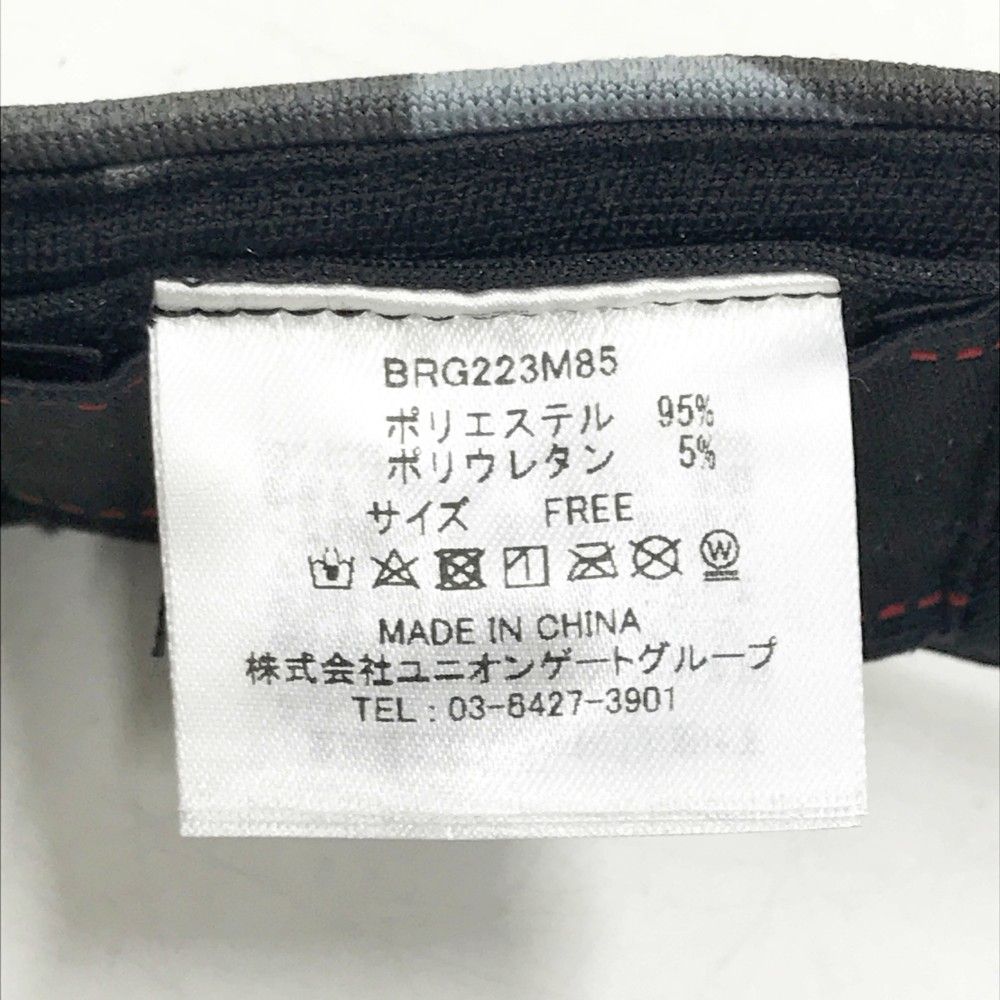 BRG223M85
ポリエステル 95%
ポリウレタン 5%
サイズ FREE
W
MADE IN CHINA
株式会社ユニオンゲートグループ
TEL : 03-6427-3901